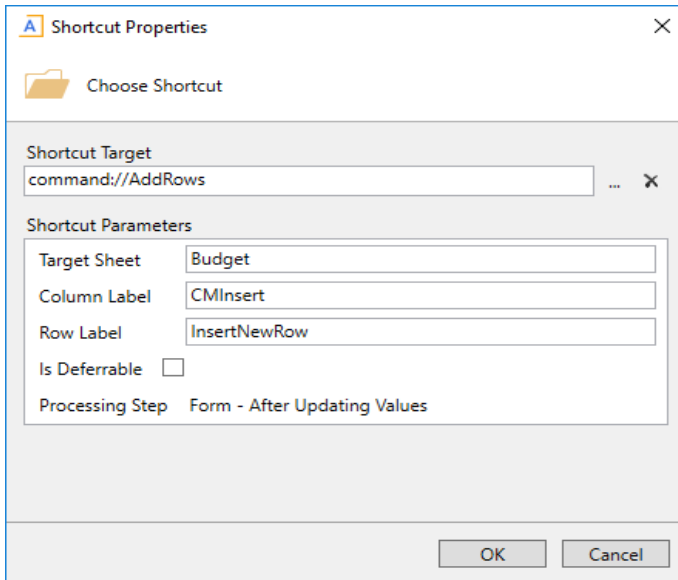 A Shortcut Properties
Choose Shortcut
Shortcut Target
command://AddRows
...
Shortcut Parameters
Target Sheet Budget
Column Label CMInsert
Row Label InsertNewRow
Is Deferrable
Processing Step Form - After Updating Values
OK Cancel